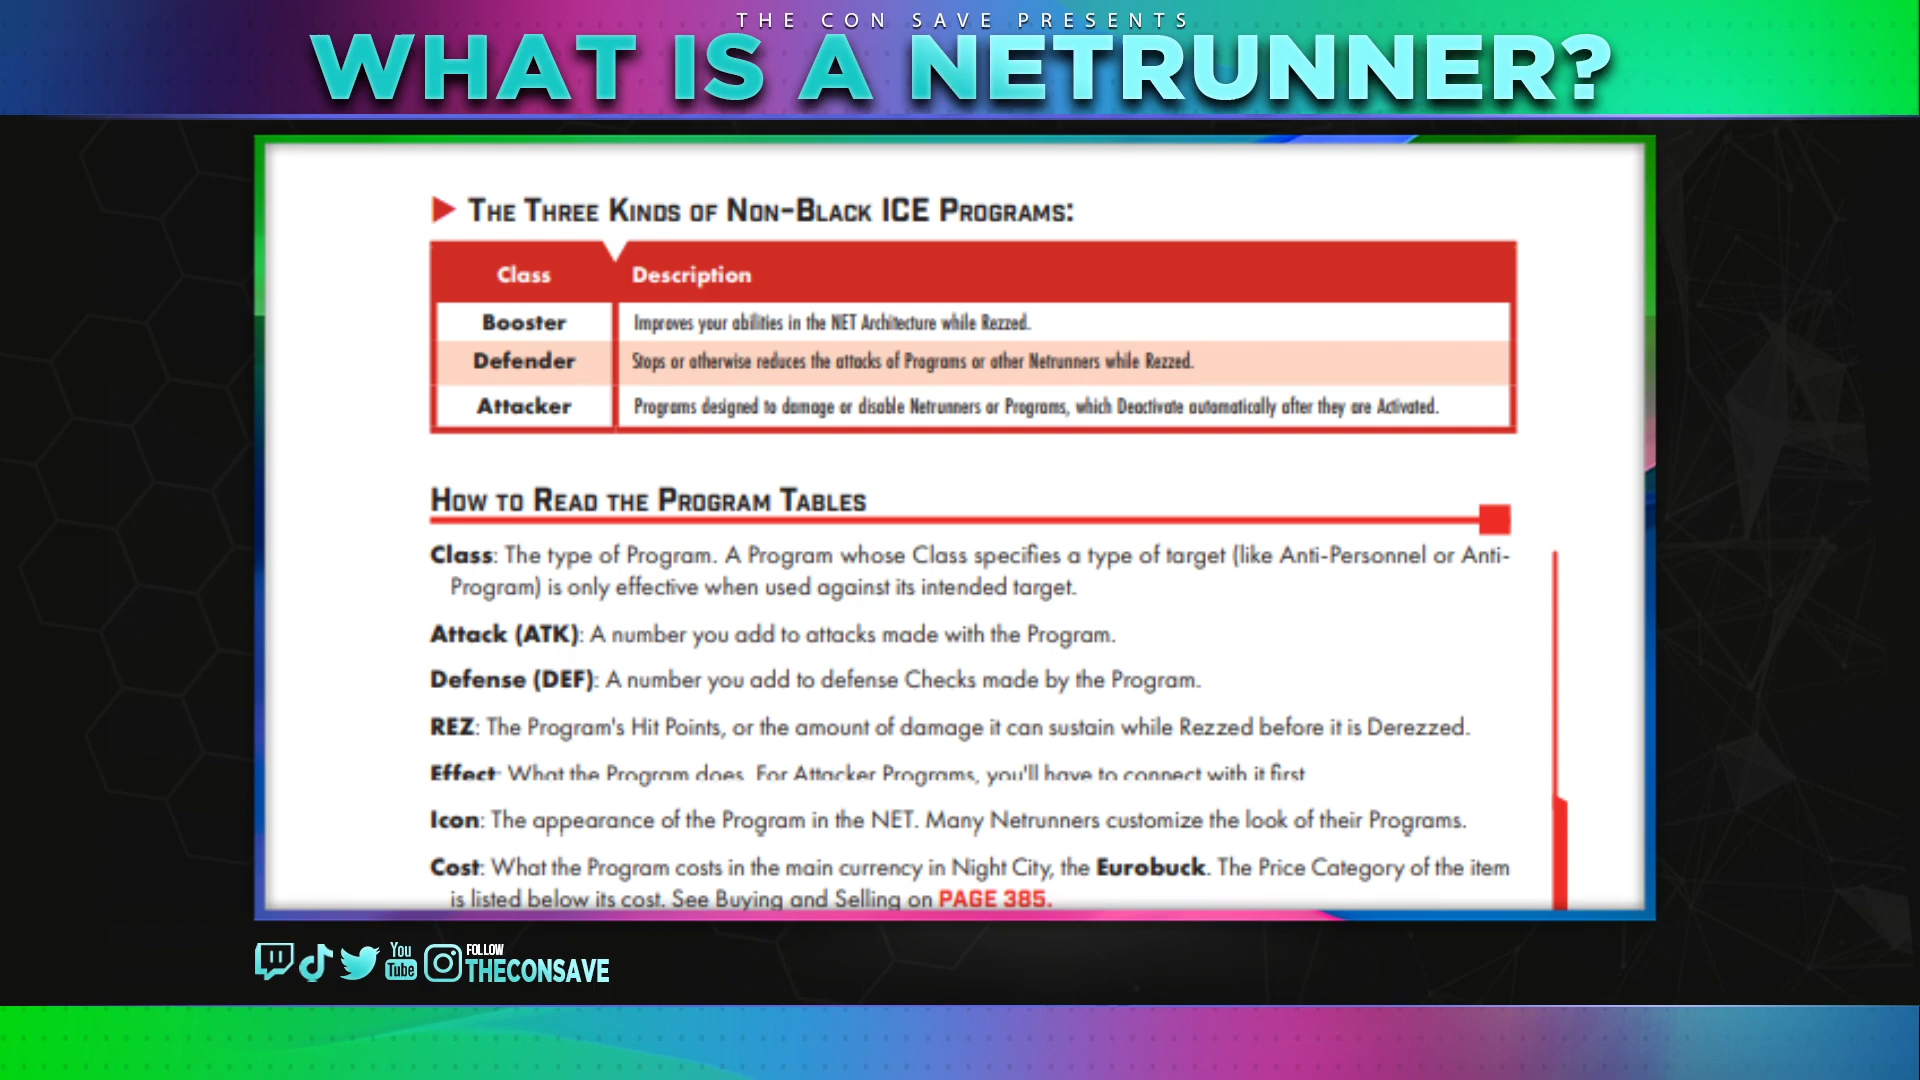 THE CON SAVE PRESENTS
WHAT IS A NETRUNNER?
THE THREE KINDS OF NON-BLACK ICE PROGRAMS:
Class Description
Booster Improves your abilities in the NET Architecture while Rezzed.
Defender Stops or otherwise reduces the attacks of Programs or other Netrunners while Rezzed.
Attacker Programs designed to damage or disable Netrunners or Programs, which Deactivate automatically after they are Activated.
HOW TO READ THE PROGRAM TABLES
Class: The type of Program. A Program whose Class specifies a type of target (like Anti-Personnel or Anti-
Program) is only effective when used against its intended target.
Attack (ATK): A number you add to attacks made with the Program.
Defense (DEF): A number you add to defense Checks made by the Program.
REZ: The Program's Hit Points, or the amount of damage it can sustain while Rezzed before it is Derezzed.
Effect: What the Program does. For Attacker Programs, you'll have to connect with it first
Icon: The appearance of the Program in the NET. Many Netrunners customize the look of their Programs.
Cost: What the Program costs in the main currency in Night City, the Eurobuck. The Price Category of the item
is listed below its cost. See Buying and Selling on PAGE 385.
You
Tube
FOLLOW
THECONSAVE